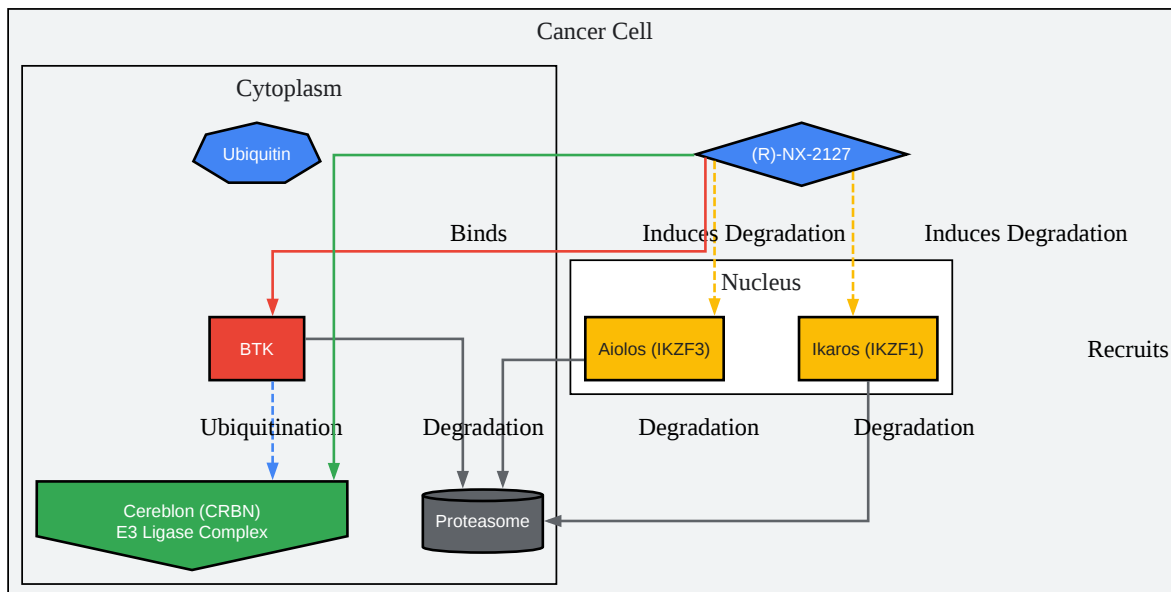 Cancer Cell
Cytoplasm
Ubiquitin
(R)-NX-2127
Binds
Induces Degradation
Induces Degradation
Nucleus
BTK
Aiolos (IKZF3)
Ikaros (IKZF1)
Recruits
Ubiquitination
Degradation
Degradation
Degradation
Cereblon (CRBN)
E3 Ligase Complex
Proteasome